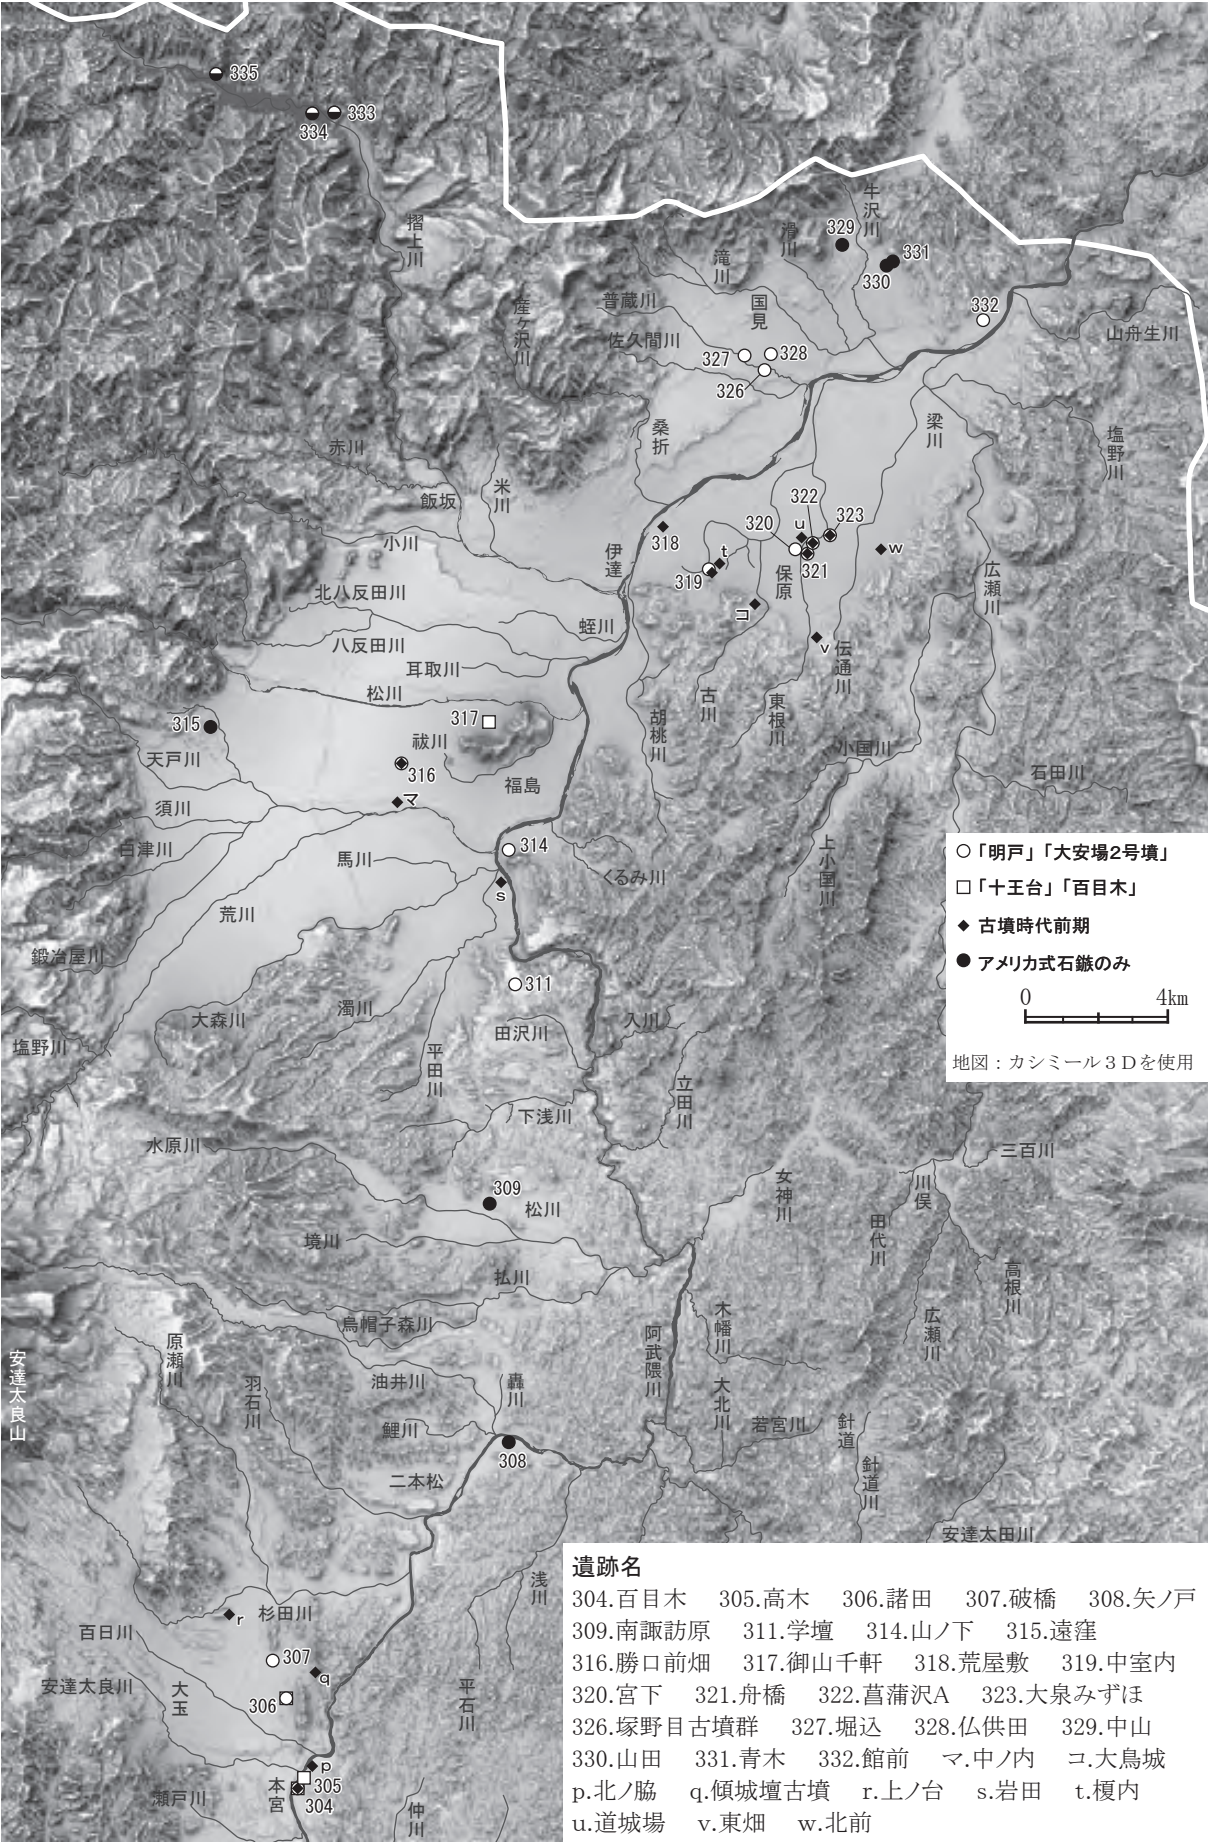 335
333
334
摺上川
牛沢川
滑川
滝川
329
331
330
国見
332
山舟生川
産ヶ沢川
普蔵川
佐久間川
327
328
326
桑折
梁川
塩野川
赤川
飯坂
米川
小川
322
323
320
u
318
伊達
319
t
保原
321
w
広瀬川
コ
北八反田川
蛭川
八反田川
耳取川
松川
v
伝通川
古川
東根川
胡桃川
小国川
石田川
315
317
祓川
天戸川
316
マ
福島
須川
白津川
馬川
314
くるみ川
上小国川
荒川
s
鍛冶屋川
311
濁川
大森川
田沢川
入川
塩野川
平田川
立田川
下浅川
水原川
三百川
309
松川
女神川
川俣
田代川
境川
払川
高根川
木幡川
広瀬川
烏帽子森川
原瀬川
阿武隈川
安達太良山
羽石川
油井川
轟川
大北川
若宮川
針道
鯉川
308
二本松
針道川
安達太田川
浅川
r
杉田川
百日川
307
q
安達太良川
大玉
306
平石川
p
305
304
本宮
瀬戸川
仲川
○「明戸」「大安場2号墳」
□「十王台」「百目木」
◆ 古墳時代前期
● アメリカ式石鏃のみ
0 4km
地図：カシミール３Ｄを使用
遺跡名
304.百目木 305.高木 306.諸田 307.破橋 308.矢ノ戸
309.南諏訪原 311.学壇 314.山ノ下 315.遠窪
316.勝口前畑 317.御山千軒 318.荒屋敷 319.中室内
320.宮下 321.舟橋 322.菖蒲沢A 323.大泉みずほ
326.塚野目古墳群 327.堀込 328.仏供田 329.中山
330.山田 331.青木 332.館前 マ.中ノ内 コ.大鳥城
p.北ノ脇 q.傾城壇古墳 r.上ノ台 s.岩田 t.榎内
u.道城場 v.東畑 w.北前